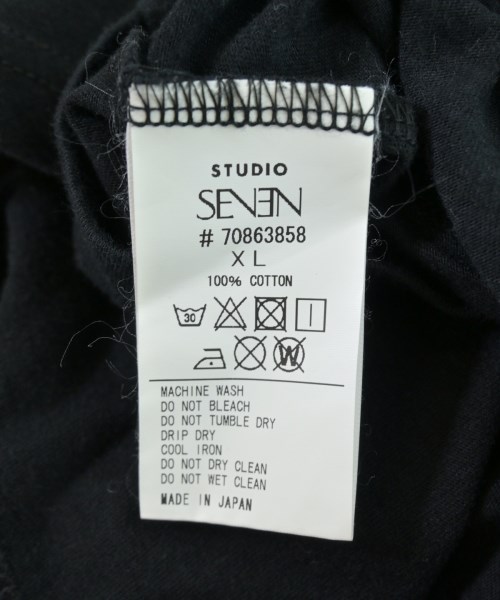 STUDIO
SEVEN
# 70863858
XL
100% COTTON
30
W
MACHINE WASH
DO NOT BLEACH
DO NOT TUMBLE DRY
DRIP DRY
COOL IRON
DO NOT DRY CLEAN
DO NOT WET CLEAN
MADE IN JAPAN